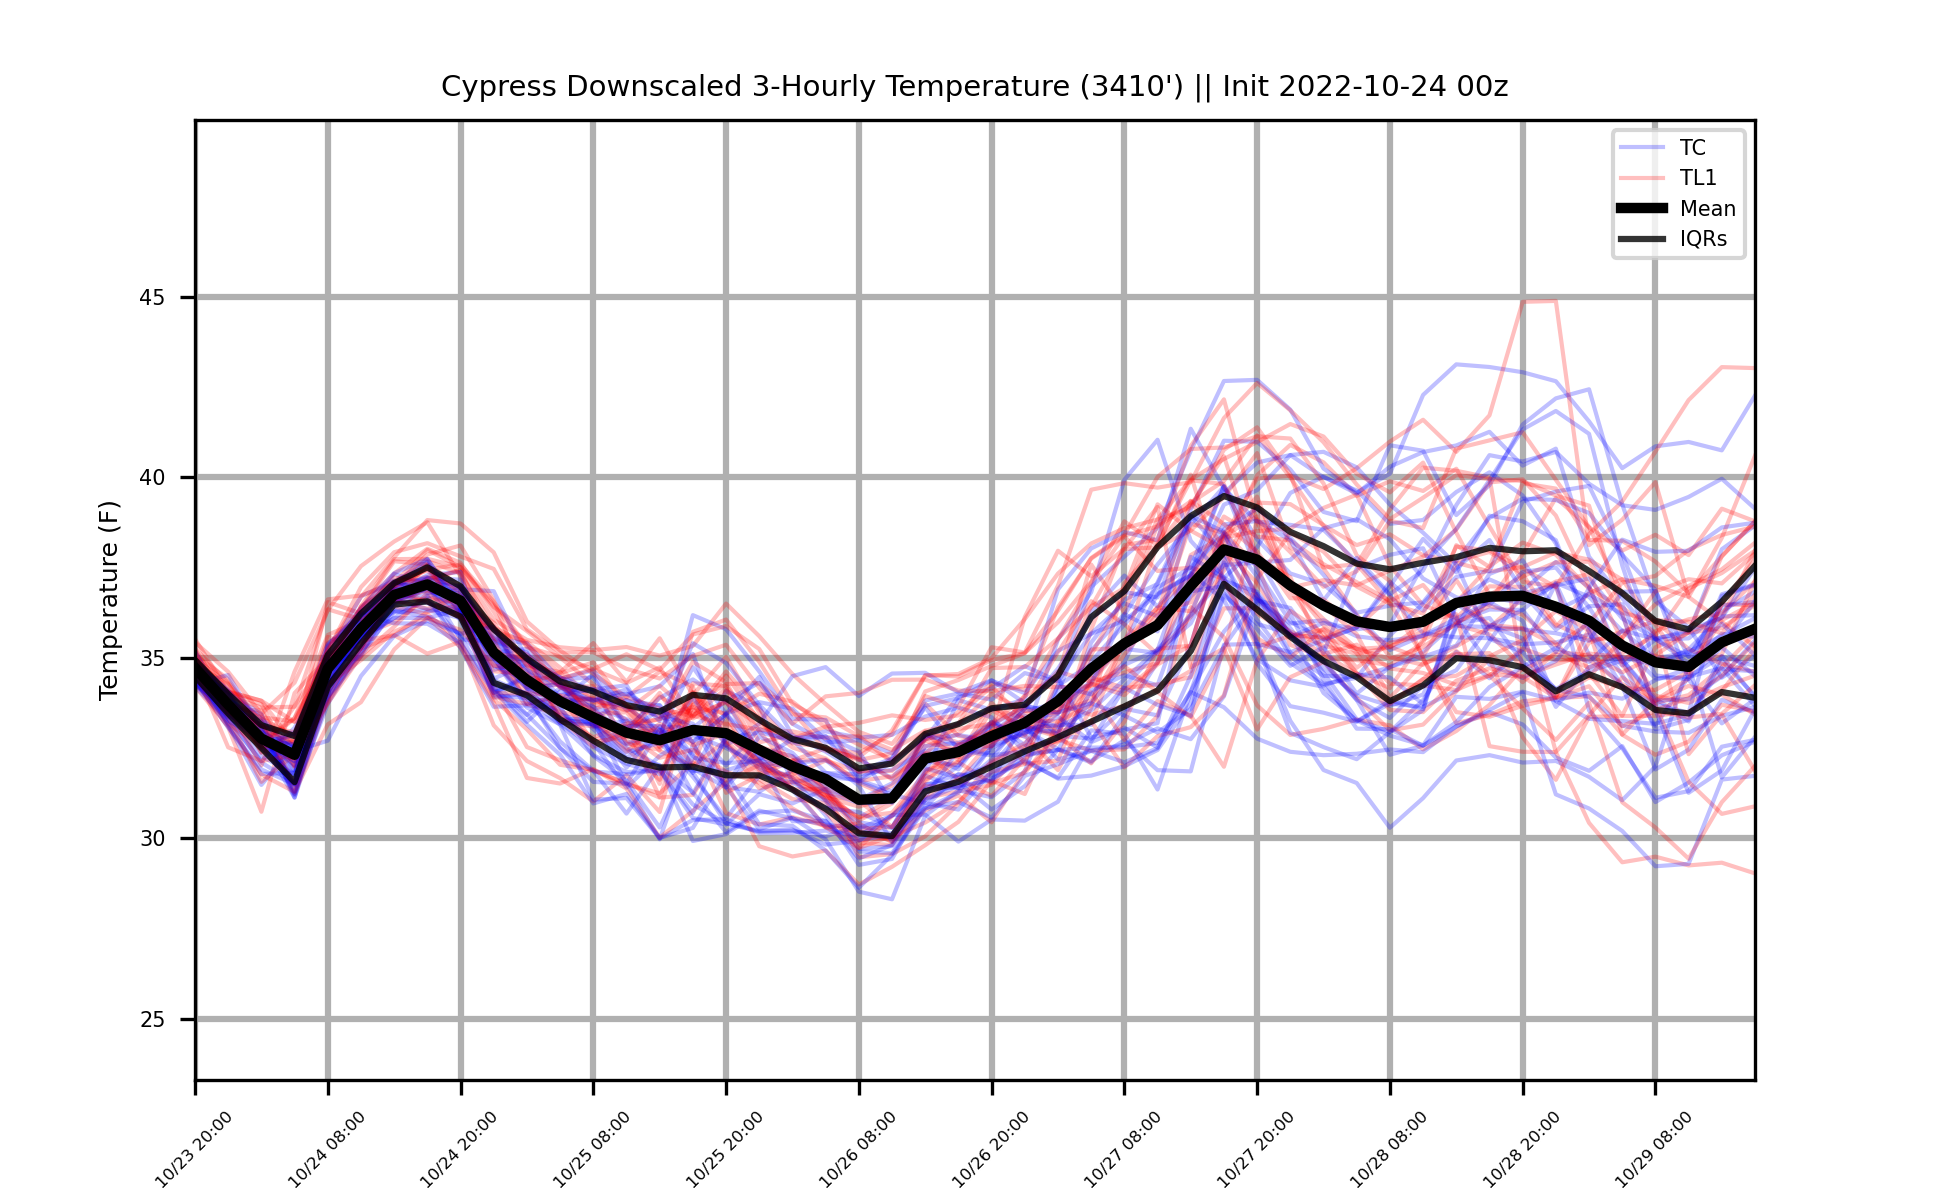 Cypress Downscaled 3-Hourly Temperature (3410') || Init 2022-10-24 00z
TC
TL1
Mean
IQRs
Temperature (F)
45
40
35
30
25
10/23 20:00
10/24 08:00
10/24 20:00
10/25 08:00
10/25 20:00
10/26 08:00
10/26 20:00
10/27 08:00
10/27 20:00
10/28 08:00
10/28 20:00
10/29 08:00